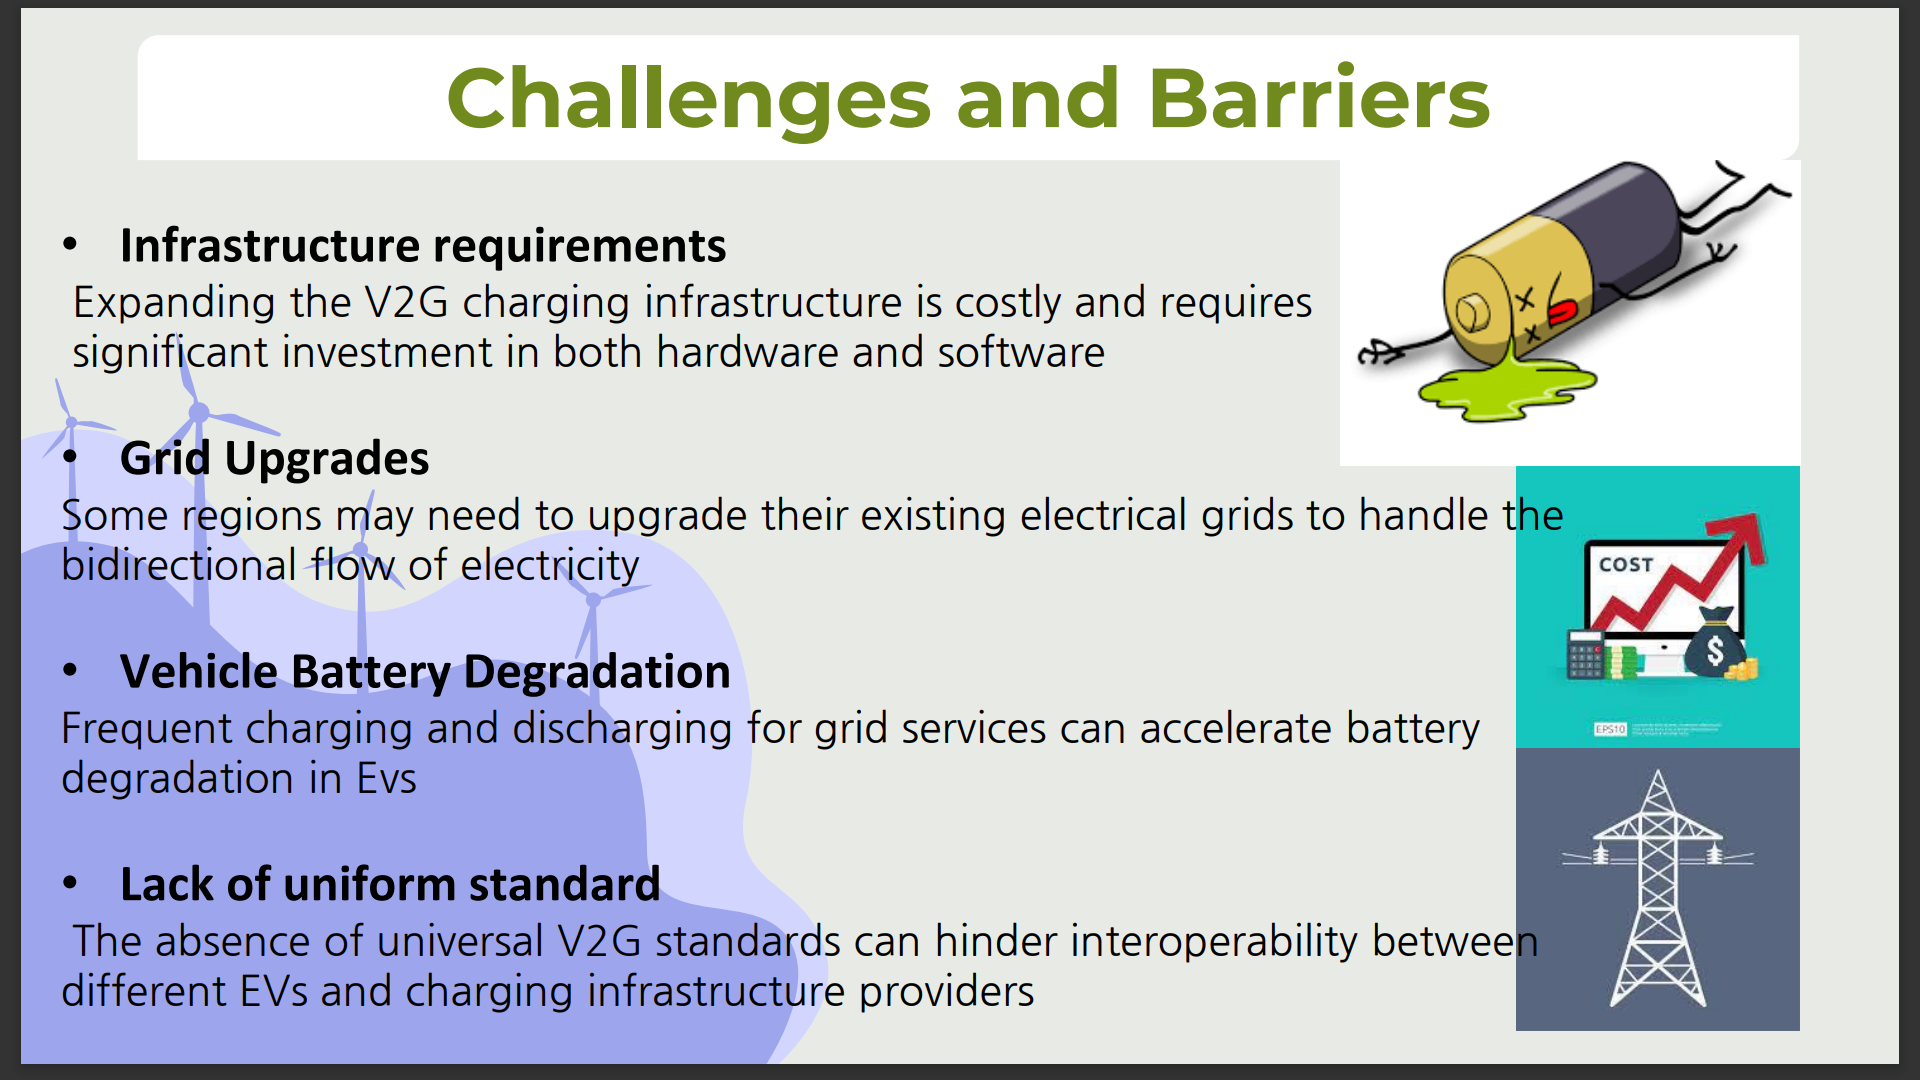 Challenges and Barriers
• Infrastructure requirements
Expanding the V2G charging infrastructure is costly and requires
significant investment in both hardware and software
• Grid Upgrades
Some regions may need to upgrade their existing electrical grids to handle the
bidirectional flow of electricity
COST
$
EPS10
• Vehicle Battery Degradation
Frequent charging and discharging for grid services can accelerate battery
degradation in Evs
• Lack of uniform standard
The absence of universal V2G standards can hinder interoperability between
different EVs and charging infrastructure providers